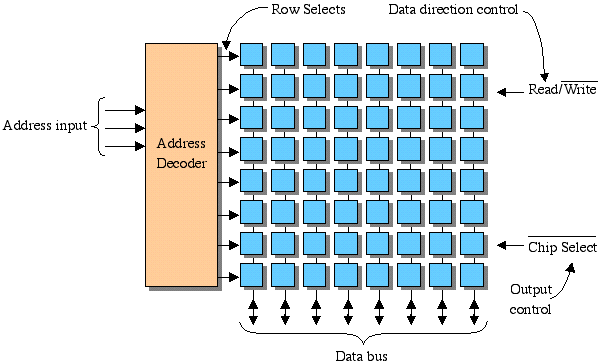 Row Selects
Data direction control
Read/Write
Address input
Address
Decoder
Chip Select
Output
control
Data bus